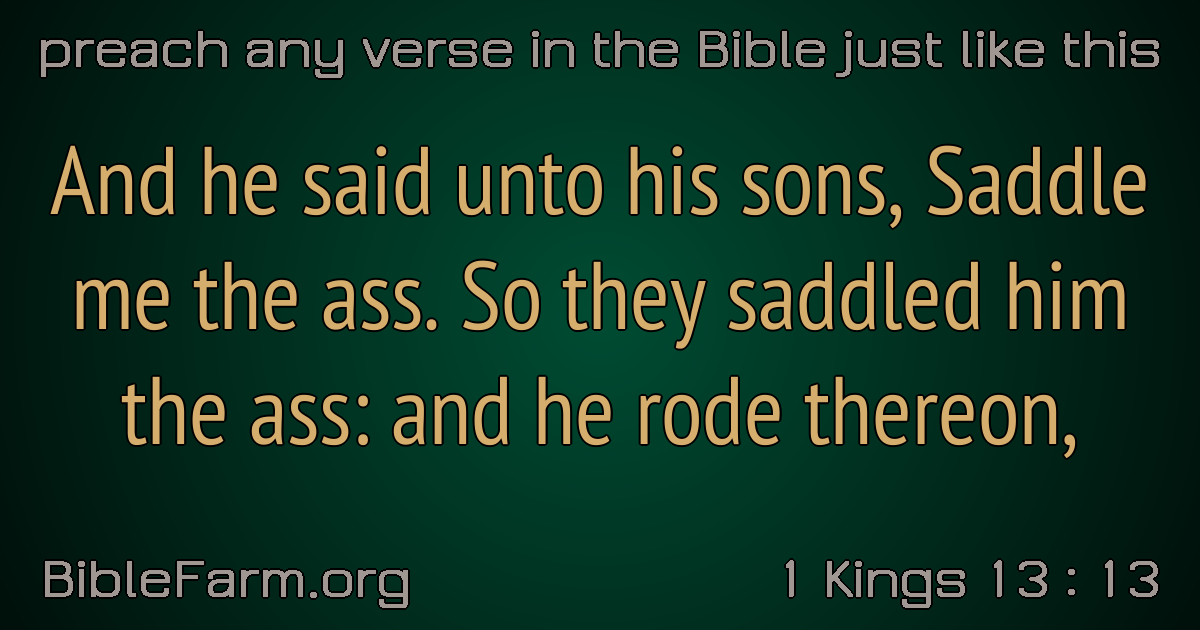 preach any verse in the Bible just like this
And he said unto his sons, Saddle
me the ass. So they saddled him
the ass: and he rode thereon,
BibleFarm.org
1 Kings 13 : 13